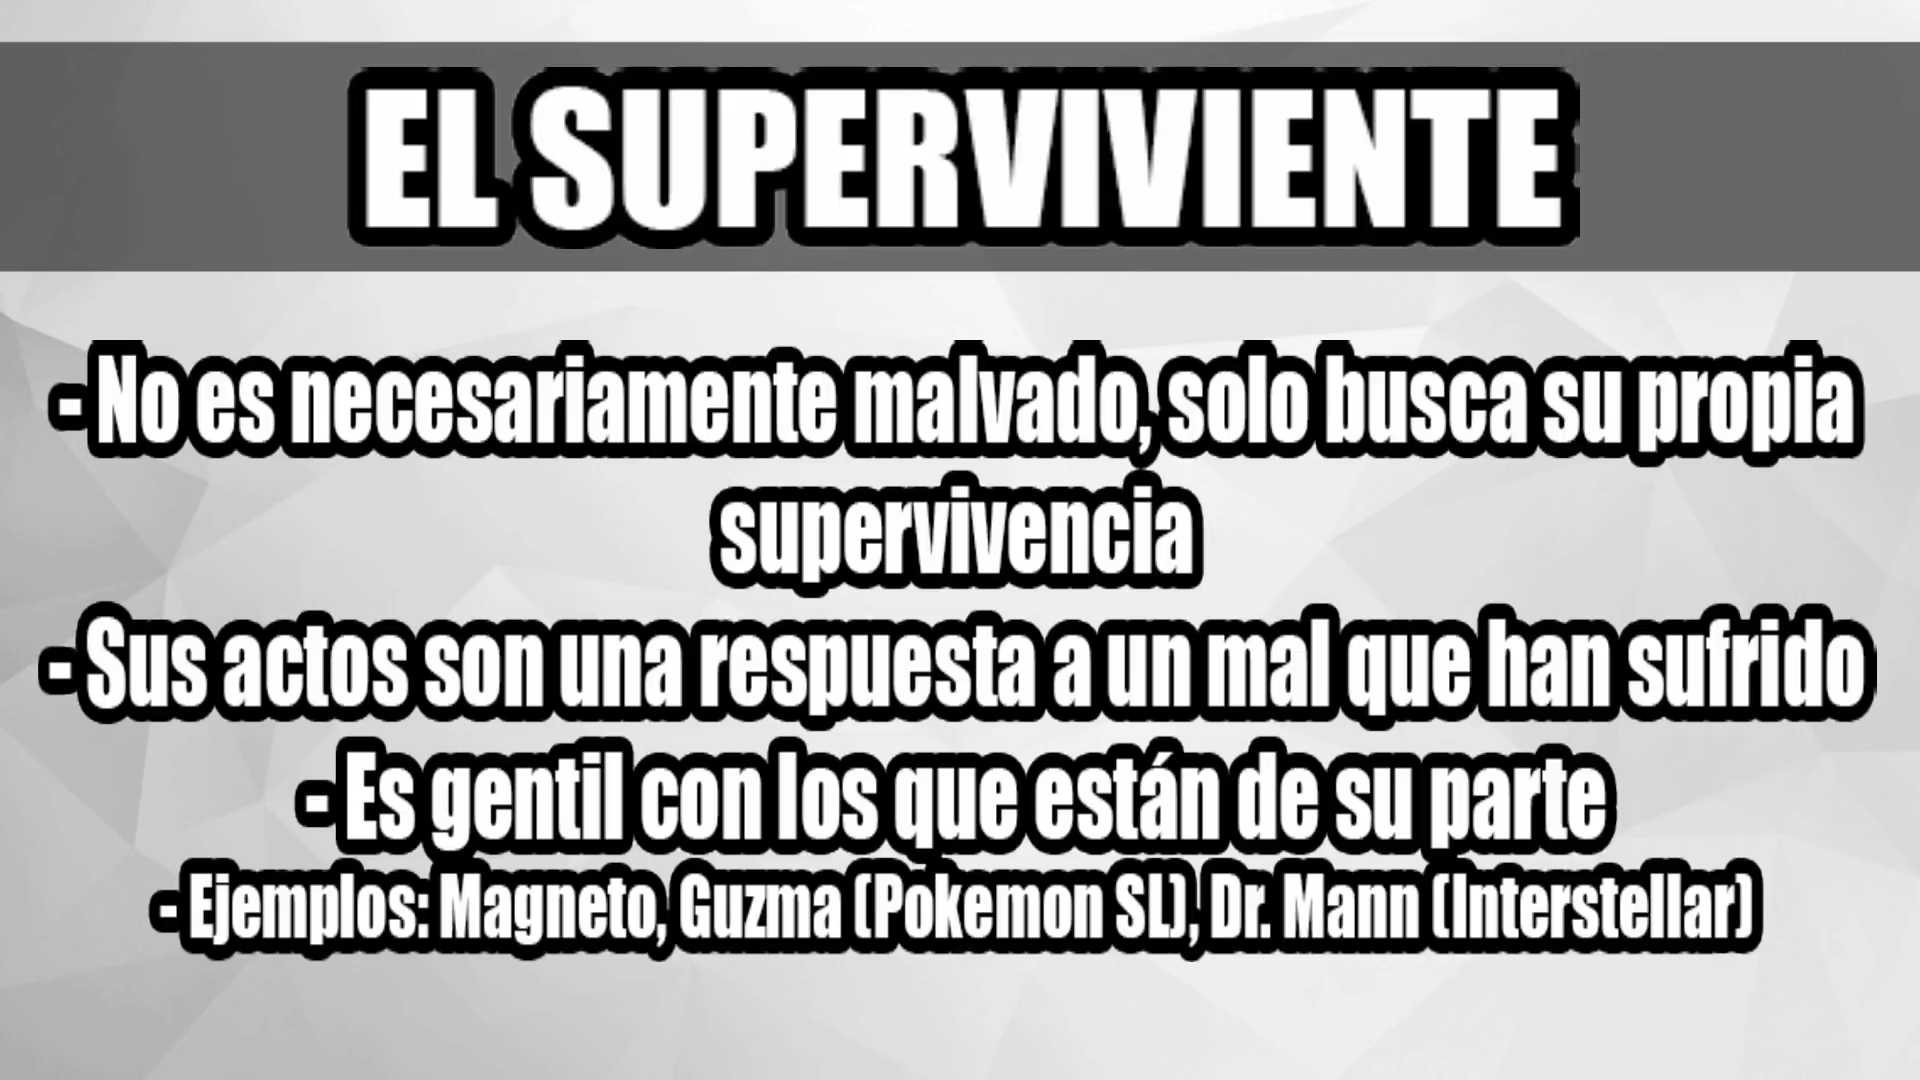 EL SUPERVIVIENTE
- No es necesariamente malvado, solo busca su propia
supervivencia
- Sus actos son una respuesta a un mal que han sufrido
- Es gentil con los que están de su parte
- Ejemplos: Magneto, Guzma (Pokemon SL), Dr. Mann (Interstellar)